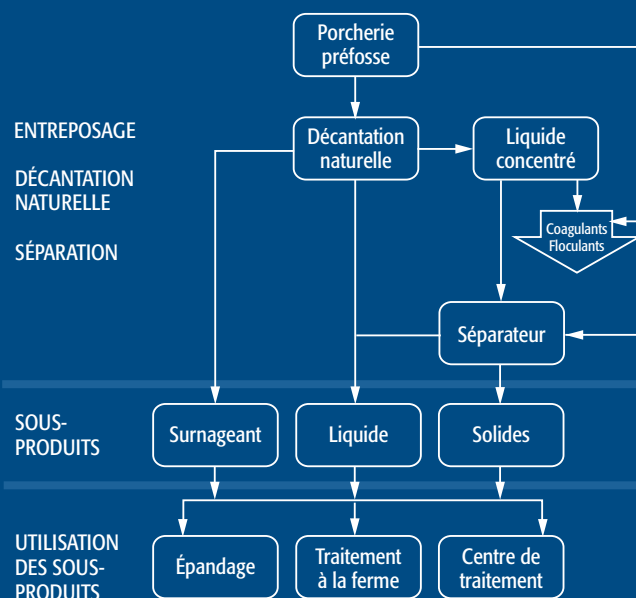 Porcherie
préfosse
ENTREPOSAGE
Décantation
naturelle
Liquide
concentré
DÉCANTATION
NATURELLE
Coagulants
Floculants
SÉPARATION
Séparateur
SOUS-
PRODUITS
Surnageant
Liquide
Solides
UTILISATION
DES SOUS-
PRODUITS
Épandage
Traitement
à la ferme
Centre de
traitement